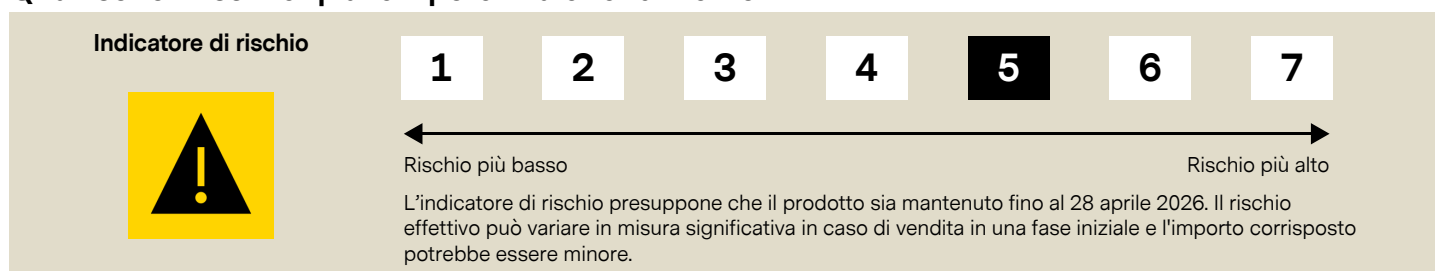 Indicatore di rischio
1 2 3 4 5 6 7
Rischio più basso Rischio più alto
L'indicatore di rischio presuppone che il prodotto sia mantenuto fino al 28 aprile 2026. Il rischio
effettivo può variare in misura significativa in caso di vendita in una fase iniziale e l'importo corrisposto
potrebbe essere minore.